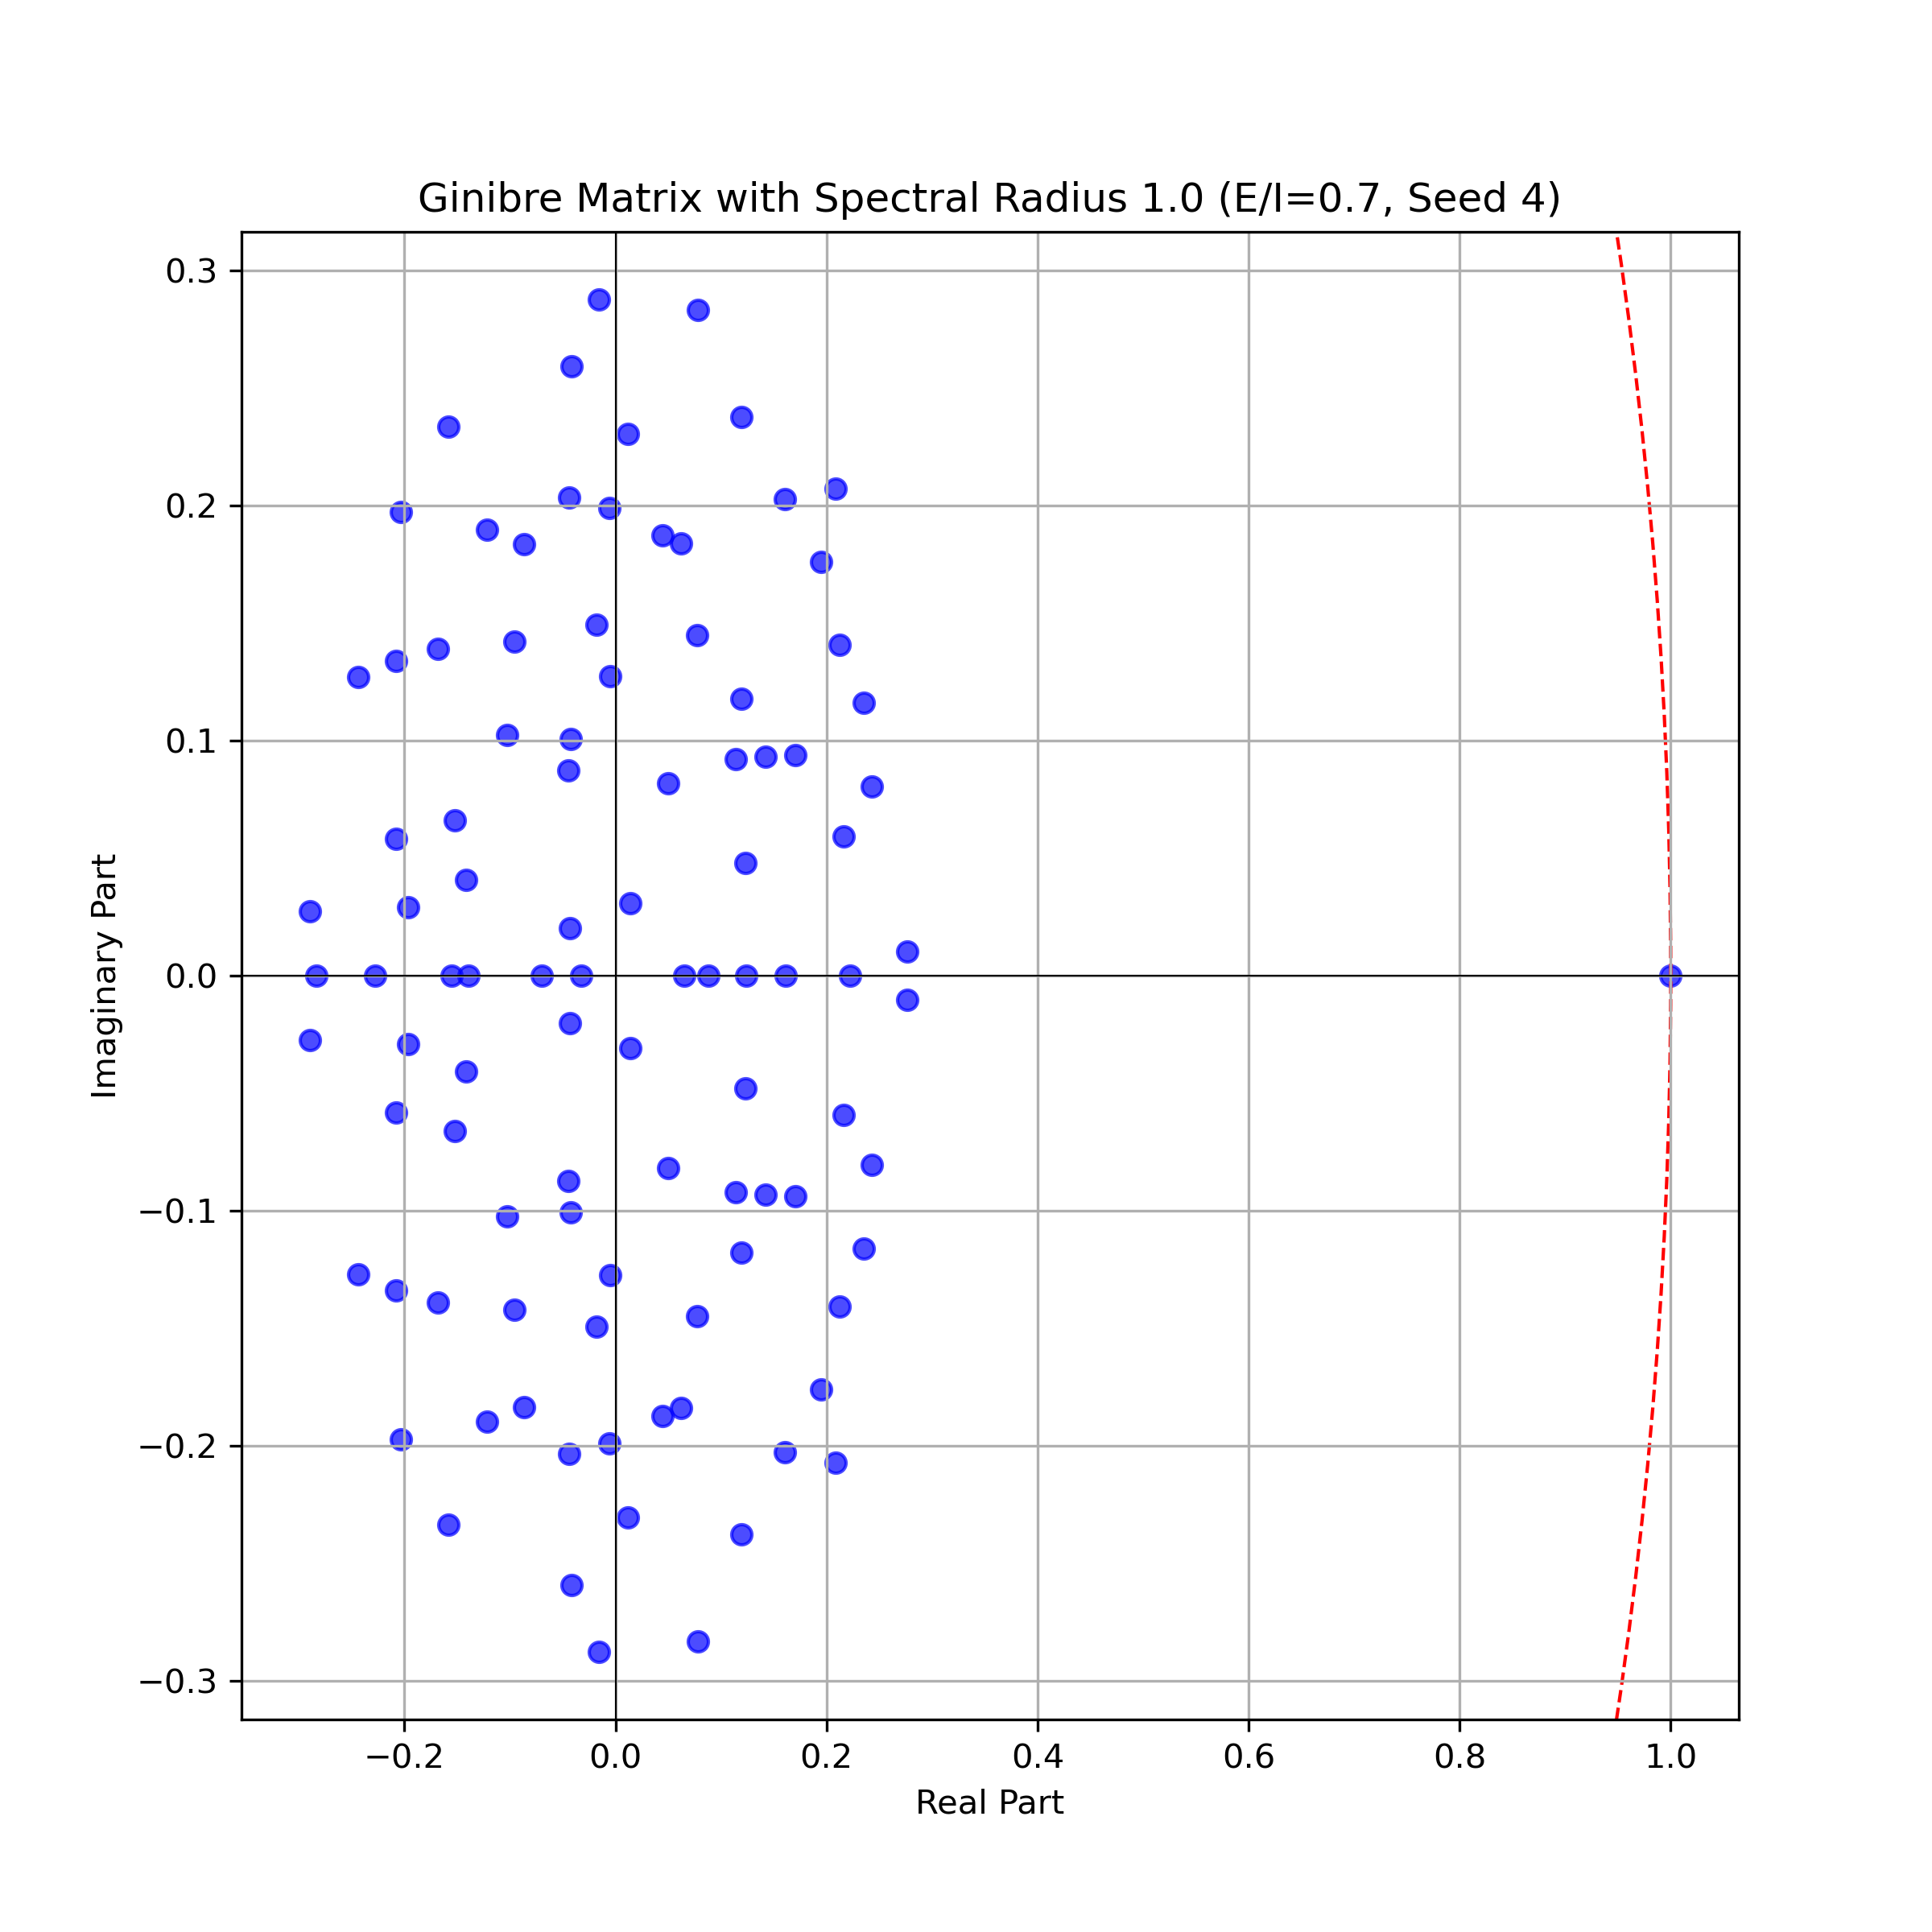 Ginibre Matrix with Spectral Radius 1.0 (E/I=0.7, Seed 4)
0.3
0.2
0.1
0.0
−0.1
−0.2
−0.3
Imaginary Part
−0.2 0.0 0.2 0.4 0.6 0.8 1.0
Real Part